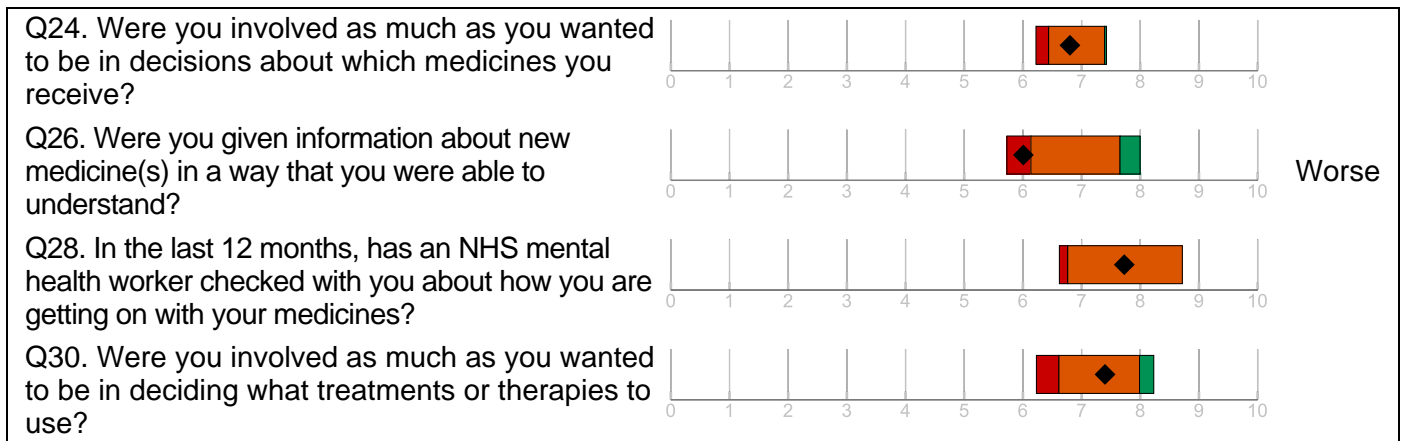 Q24. Were you involved as much as you wanted
to be in decisions about which medicines you
receive?
0 1 2 3 4 5 6 7 8 9 10
Q26. Were you given information about new
medicine(s) in a way that you were able to
understand?
0 1 2 3 4 5 6 7 8 9 10
Worse
Q28. In the last 12 months, has an NHS mental
health worker checked with you about how you are
getting on with your medicines?
0 1 2 3 4 5 6 7 8 9 10
Q30. Were you involved as much as you wanted
to be in deciding what treatments or therapies to
use?
0 1 2 3 4 5 6 7 8 9 10